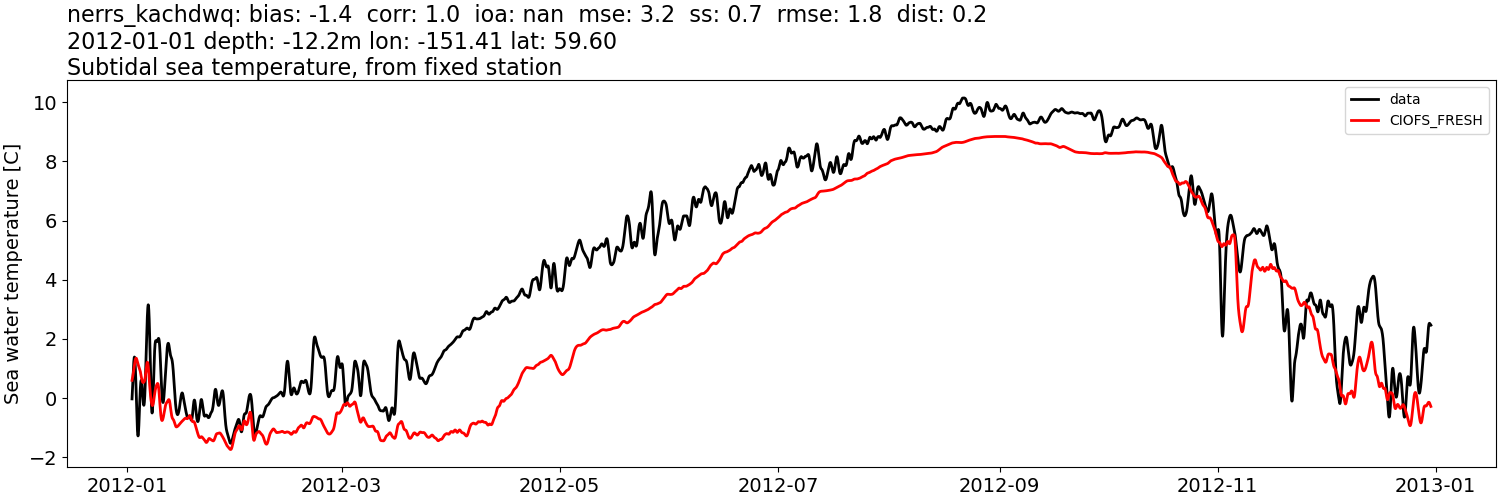 nerrs_kachdwq: bias: -1.4  corr: 1.0  ioa: nan  mse: 3.2  ss: 0.7  rmse: 1.8  dist: 0.2
2012-01-01 depth: -12.2m lon: -151.41 lat: 59.60
Subtidal sea temperature, from fixed station
Sea water temperature [C]
10
8
6
4
2
0
−2
data
CIOFS_FRESH
2012-01
2012-03
2012-05
2012-07
2012-09
2012-11
2013-01